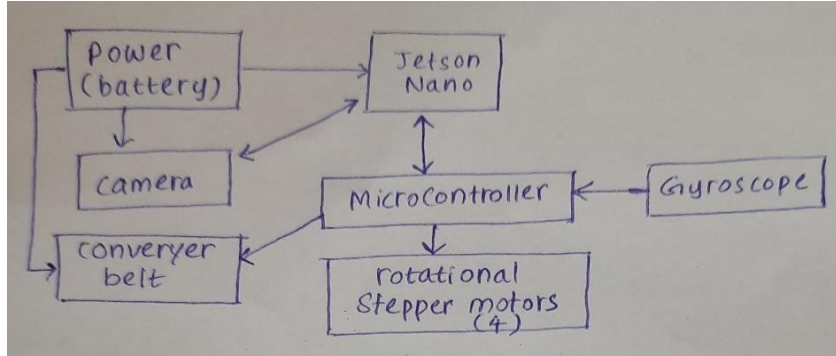 Power
(battery)
Jetson
Nano
camera
Microcontroller
Gyroscope
converyer
belt
rotational
Stepper motors
(4)